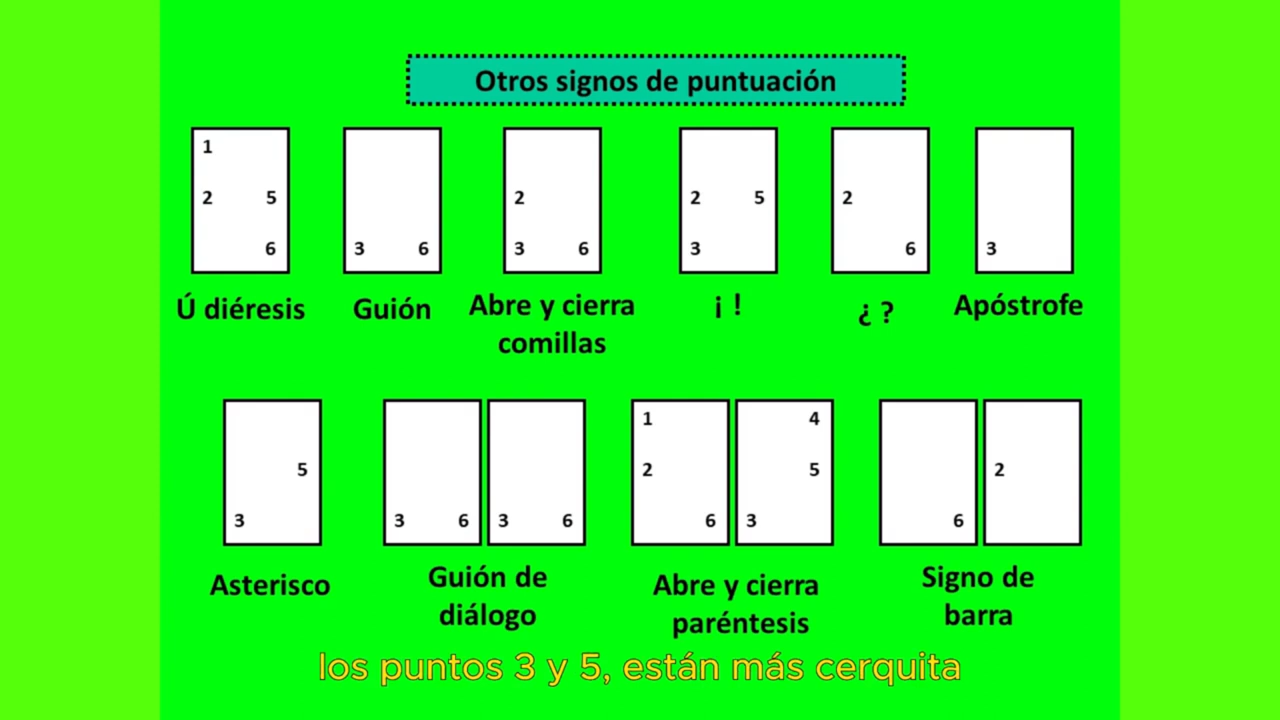 Otros signos de puntuación
1
2 5
6
3 6
2
3 6
2 5
3
2
6
3
Ú diéresis
Guión
Abre y cierra
comillas
¡ !
¿ ?
Apóstrofe
5
3
3 6
3 6
1
2
6
4
5
3
6
2
Asterisco
Guión de
diálogo
Abre y cierra
paréntesis
Signo de
barra
los puntos 3 y 5, están más cerquita